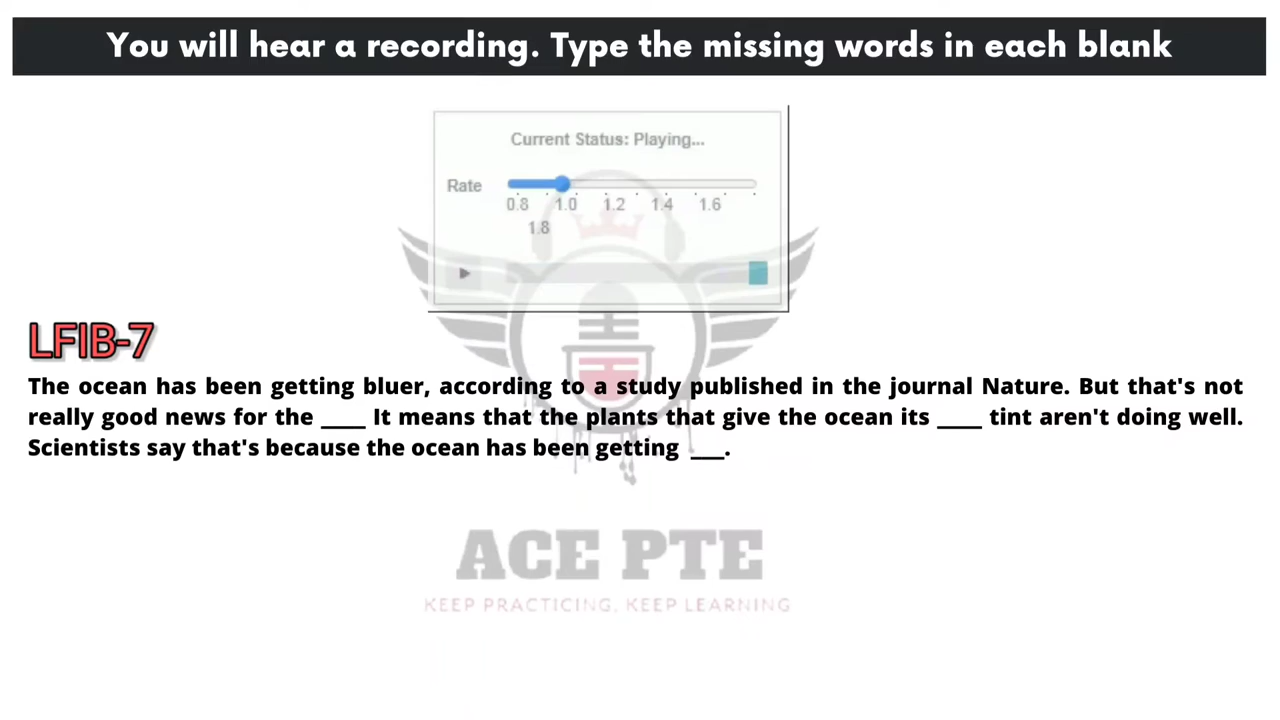 You will hear a recording. Type the missing words in each blank
Current Status: Playing...
Rate
0.8 1.0 1.2 1.4 1.6
1.8
LFIB-7
The ocean has been getting bluer, according to a study published in the journal Nature. But that's not
really good news for the ____ It means that the plants that give the ocean its ____ tint aren't doing well.
Scientists say that's because the ocean has been getting ___.
ACE PTE
KEEP PRACTICING, KEEP LEARNING